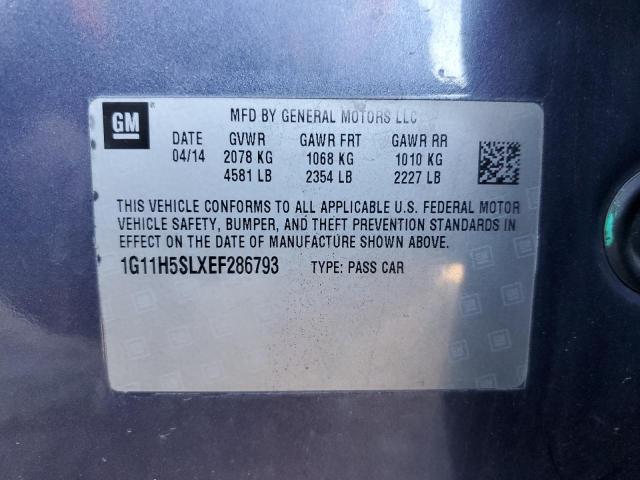 GM
MFD BY GENERAL MOTORS LLC
DATE GVWR GAWR FRT GAWR RR
04/14 2078 KG 1068 KG 1010 KG
4581 LB 2354 LB 2227 LB
THIS VEHICLE CONFORMS TO ALL APPLICABLE U.S. FEDERAL MOTOR
VEHICLE SAFETY, BUMPER, AND THEFT PREVENTION STANDARDS IN
EFFECT ON THE DATE OF MANUFACTURE SHOWN ABOVE.
1G11H5SLXEF286793 TYPE: PASS CAR